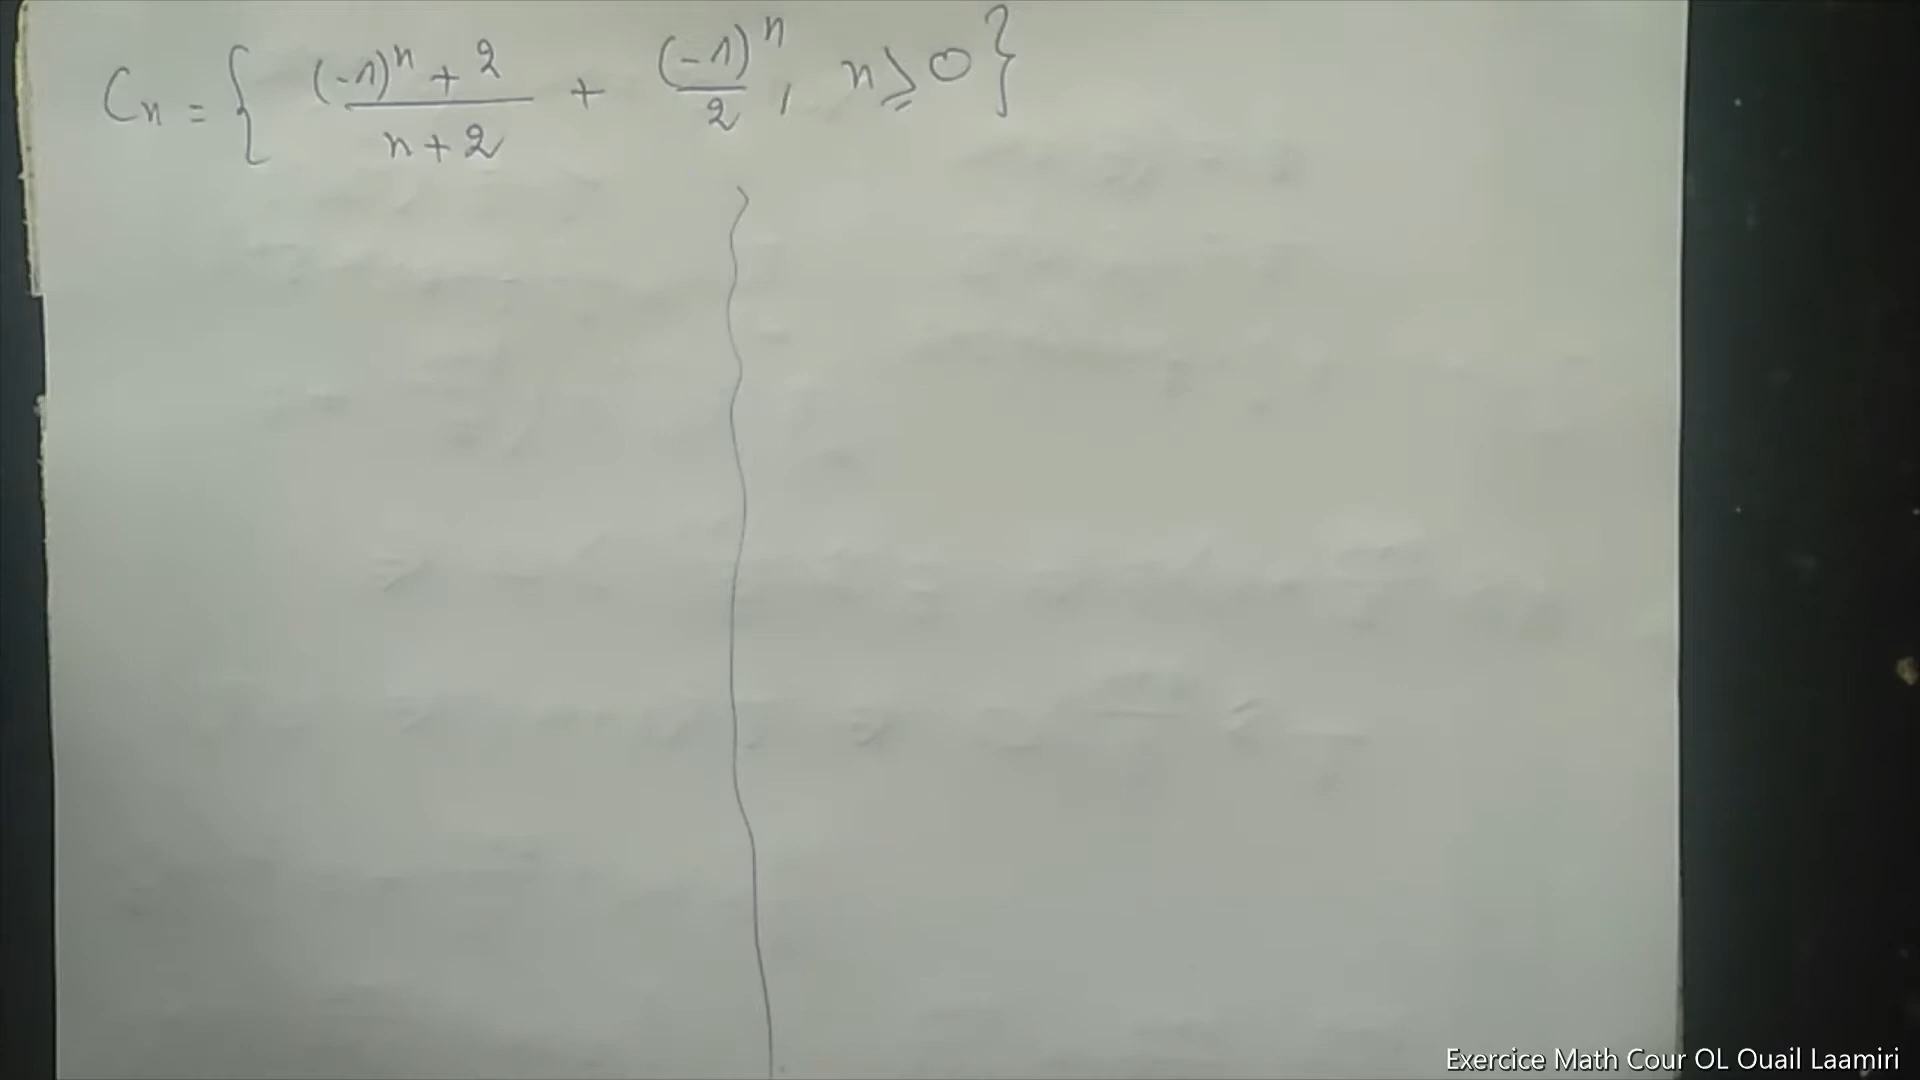 Cn = { ((-1)^n + 2)/(n+2) + (-1)^n/2 , n ≥ 0 }
Exercice Math Cour OL Ouail Laamiri